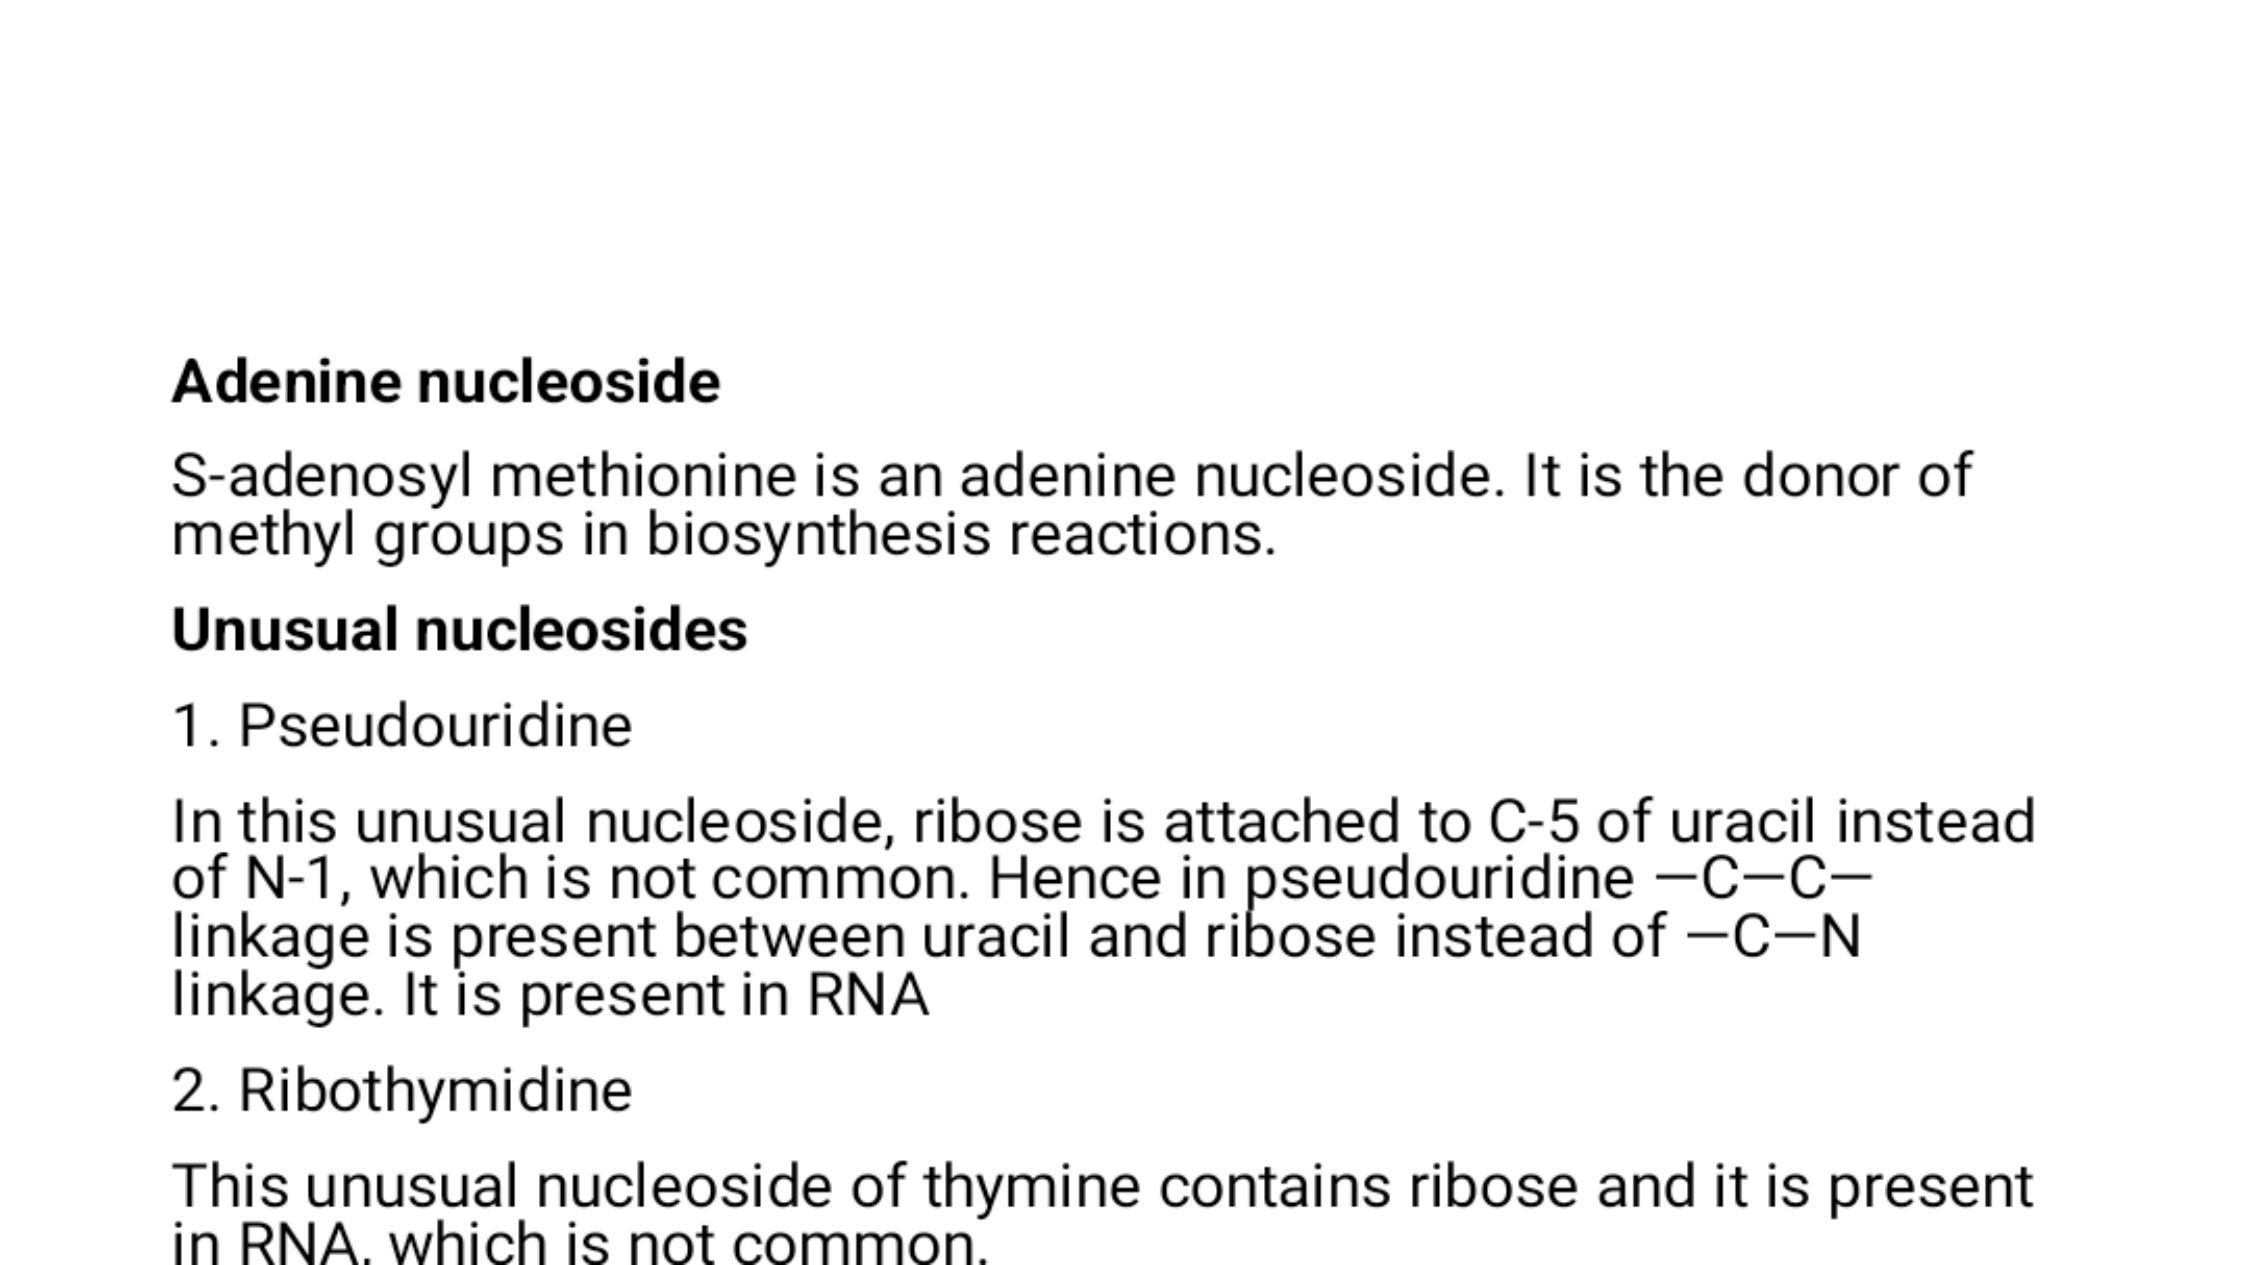 Adenine nucleoside
S-adenosyl methionine is an adenine nucleoside. It is the donor of
methyl groups in biosynthesis reactions.
Unusual nucleosides
1. Pseudouridine
In this unusual nucleoside, ribose is attached to C-5 of uracil instead
of N-1, which is not common. Hence in pseudouridine —C—C—
linkage is present between uracil and ribose instead of —C—N
linkage. It is present in RNA
2. Ribothymidine
This unusual nucleoside of thymine contains ribose and it is present
in RNA, which is not common.